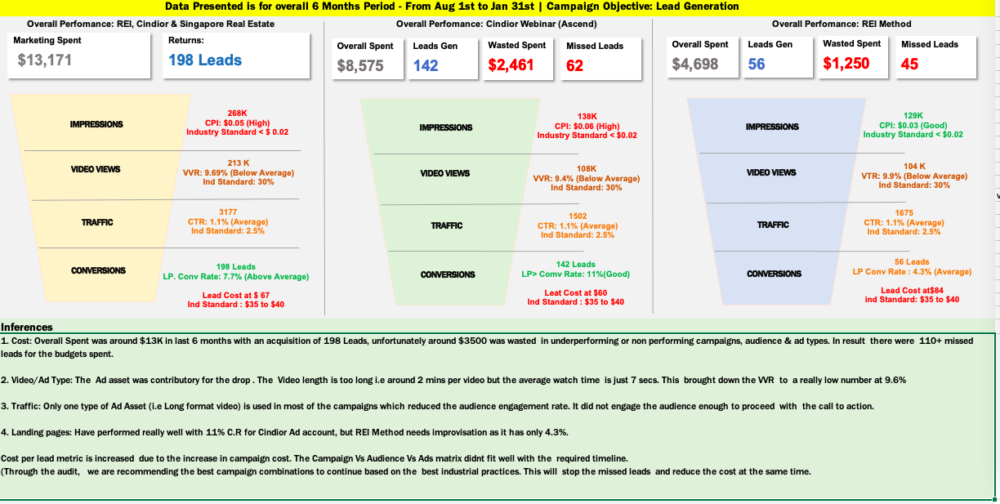 Data Presented is for overall 6 Months Period - From Aug 1st to Jan 31st | Campaign Objective: Lead Generation
Overall Perfomance: REI, Cindior & Singapore Real Estate
Marketing Spent
$13,171
Returns:
198 Leads
IMPRESSIONS
268K
CPI: $0.05 (High)
Industry Standard < $ 0.02
VIDEO VIEWS
213 K
VVR: 9.69% (Below Average)
Ind Standard: 30%
TRAFFIC
3177
CTR: 1.1% (Average)
Ind Standard: 2.5%
CONVERSIONS
198 Leads
LP. Conv Rate: 7.7% (Above Average)
Lead Cost at $ 67
Ind Standard : $35 to $40
Overall Perfomance: Cindior Webinar (Ascend)
Overall Spent
$8,575
Leads Gen
142
Wasted Spent
$2,461
Missed Leads
62
IMPRESSIONS
138K
CPI: $0.06 (High)
Industry Standard < $0.02
VIDEO VIEWS
108K
VVR: 9.4% (Below Average)
Ind Standard: 30%
TRAFFIC
1502
CTR: 1.1% (Average)
Ind Standard: 2.5%
CONVERSIONS
142 Leads
LP> Comv Rate: 11%(Good)
Leat Cost at $60
Ind Standard : $35 to $40
Overall Perfomance: REI Method
Overall Spent
$4,698
Leads Gen
56
Wasted Spent
$1,250
Missed Leads
45
IMPRESSIONS
129K
CPI: $0.03 (Good)
Industry Standard < $0.02
VIDEO VIEWS
104 K
VTR: 9.9% (Below Average)
Ind Standard: 30%
TRAFFIC
1675
CTR: 1.1% (Average)
Ind Standard: 2.5%
CONVERSIONS
56 Leads
LP Conv Rate : 4.3% (Average)
Lead Cost at$84
ind Standard: $35 to $40
Inferences
1. Cost: Overall Spent was around $13K in last 6 months with an acquisition of 198 Leads, unfortunately around $3500 was wasted in underperforming or non performing campaigns, audience & ad types. In result there were 110+ missed
leads for the budgets spent.
2. Video/Ad Type: The Ad asset was contributory for the drop . The Video length is too long i.e around 2 mins per video but the average watch time is just 7 secs. This brought down the VVR to a really low number at 9.6%
3. Traffic: Only one type of Ad Asset (i.e Long format video) is used in most of the campaigns which reduced the audience engagement rate. It did not engage the audience enough to proceed with the call to action.
4. Landing pages: Have performed really well with 11% C.R for Cindior Ad account, but REI Method needs improvisation as it has only 4.3%.
Cost per lead metric is increased due to the increase in campaign cost. The Campaign Vs Audience Vs Ads matrix didnt fit well with the required timeline.
(Through the audit, we are recommending the best campaign combinations to continue based on the best industrial practices. This will stop the missed leads and reduce the cost at the same time.